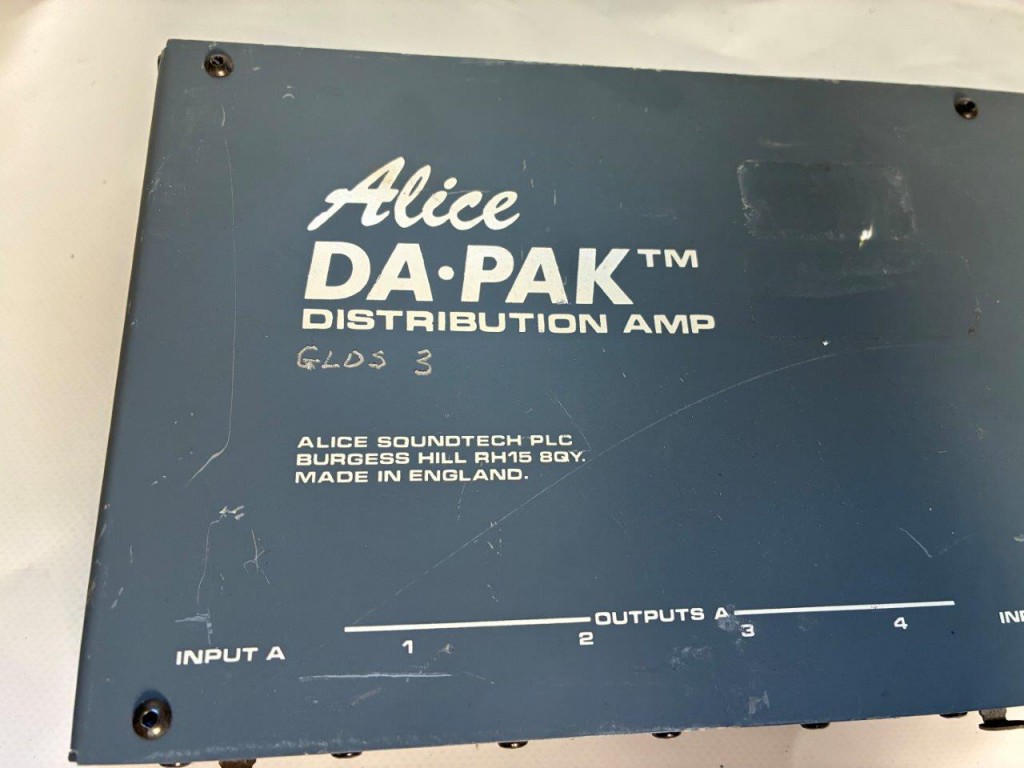 Alice
DA·PAK™
DISTRIBUTION AMP
GLDS 3
ALICE SOUNDTECH PLC
BURGESS HILL RH15 8QY.
MADE IN ENGLAND.
OUTPUTS A
INPUT A 1 2 3 4